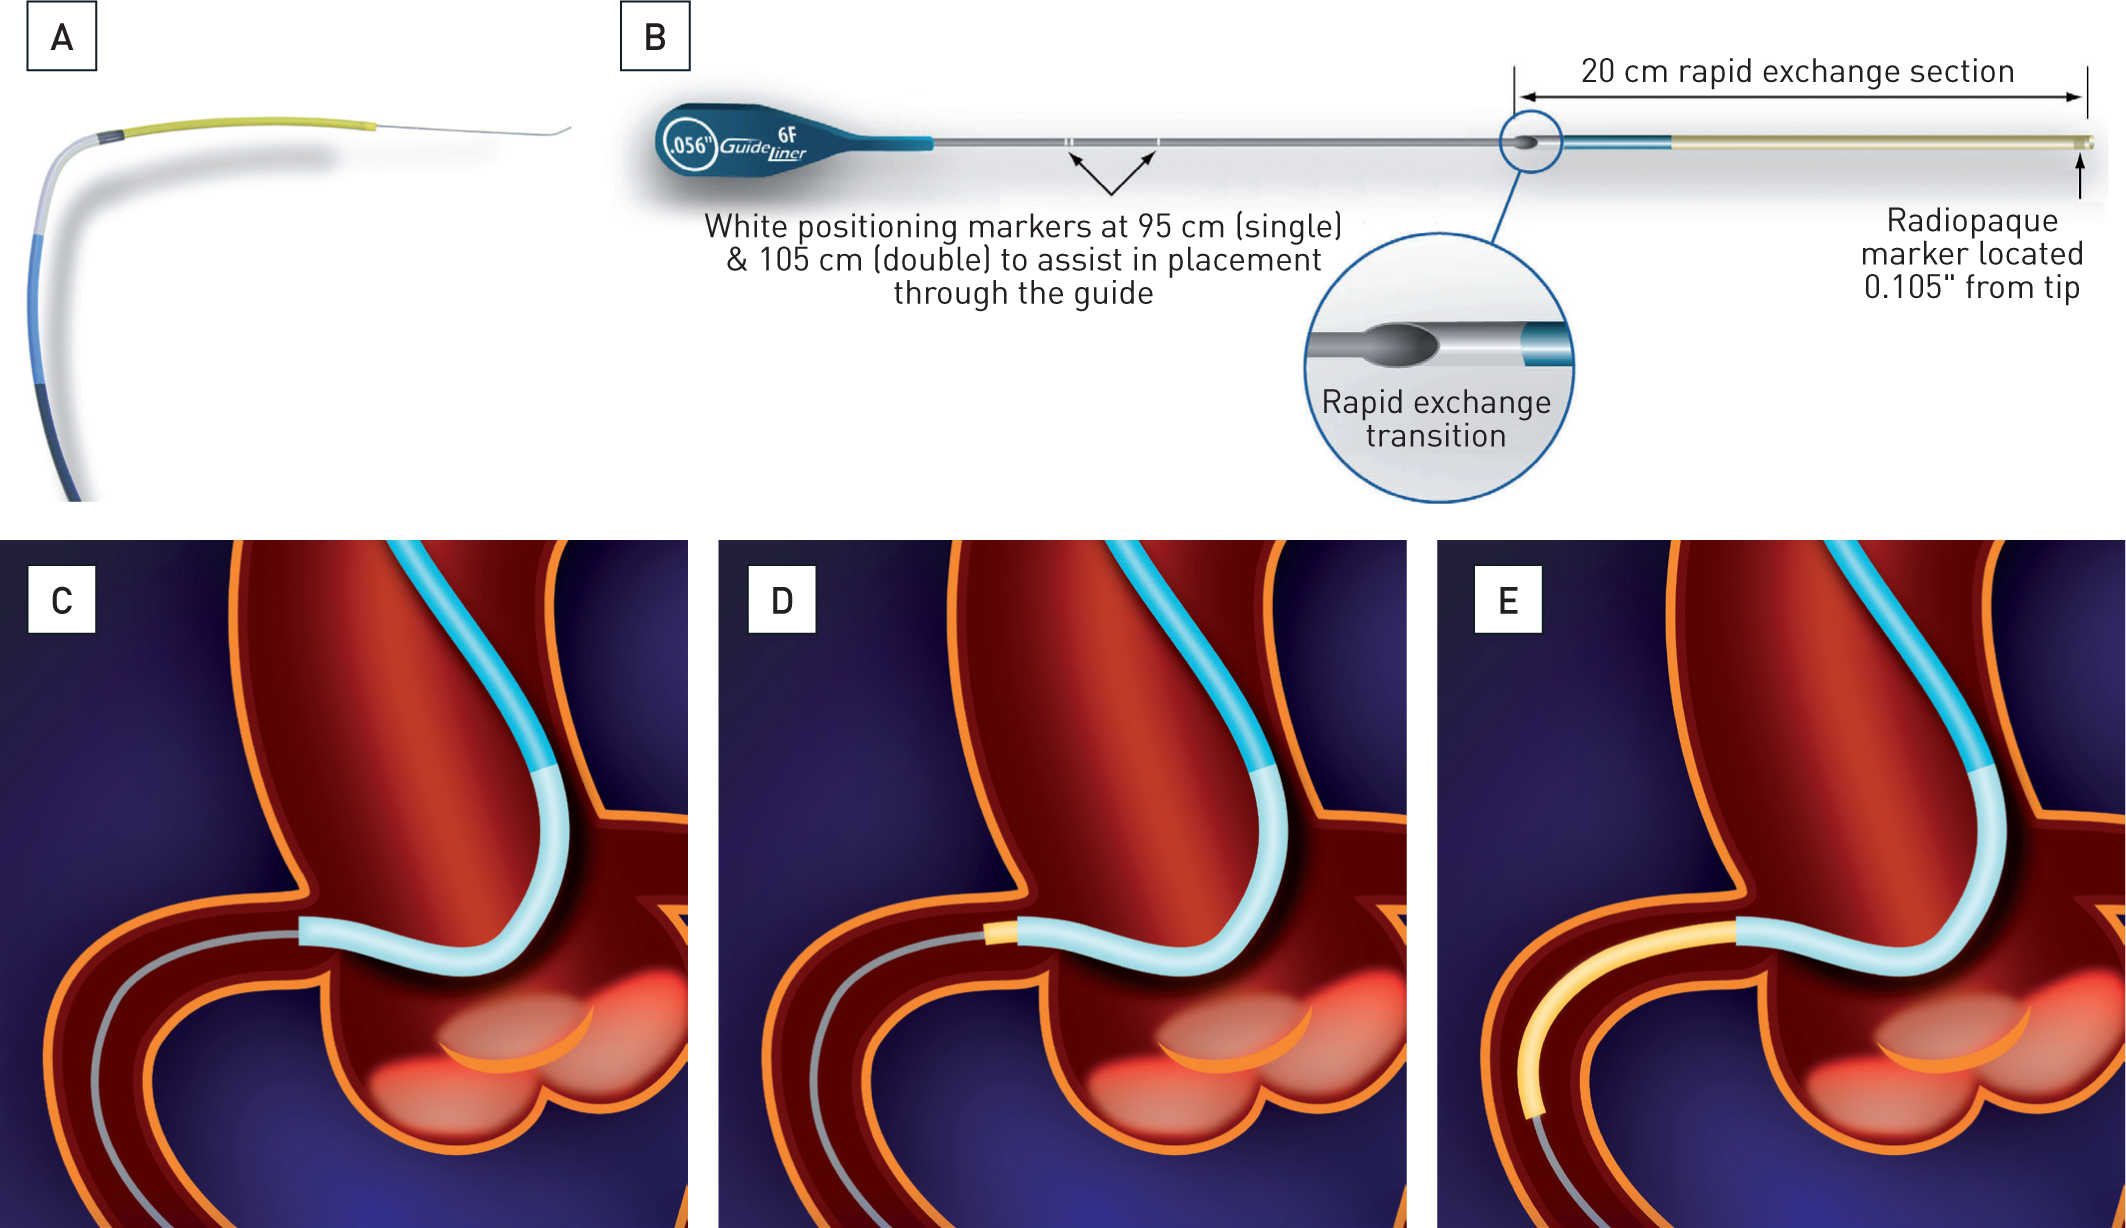 A
B
20 cm rapid exchange section
.056" GuideLiner 6F
White positioning markers at 95 cm (single)
& 105 cm (double) to assist in placement
through the guide
Radiopaque
marker located
0.105" from tip
Rapid exchange
transition
C
D
E